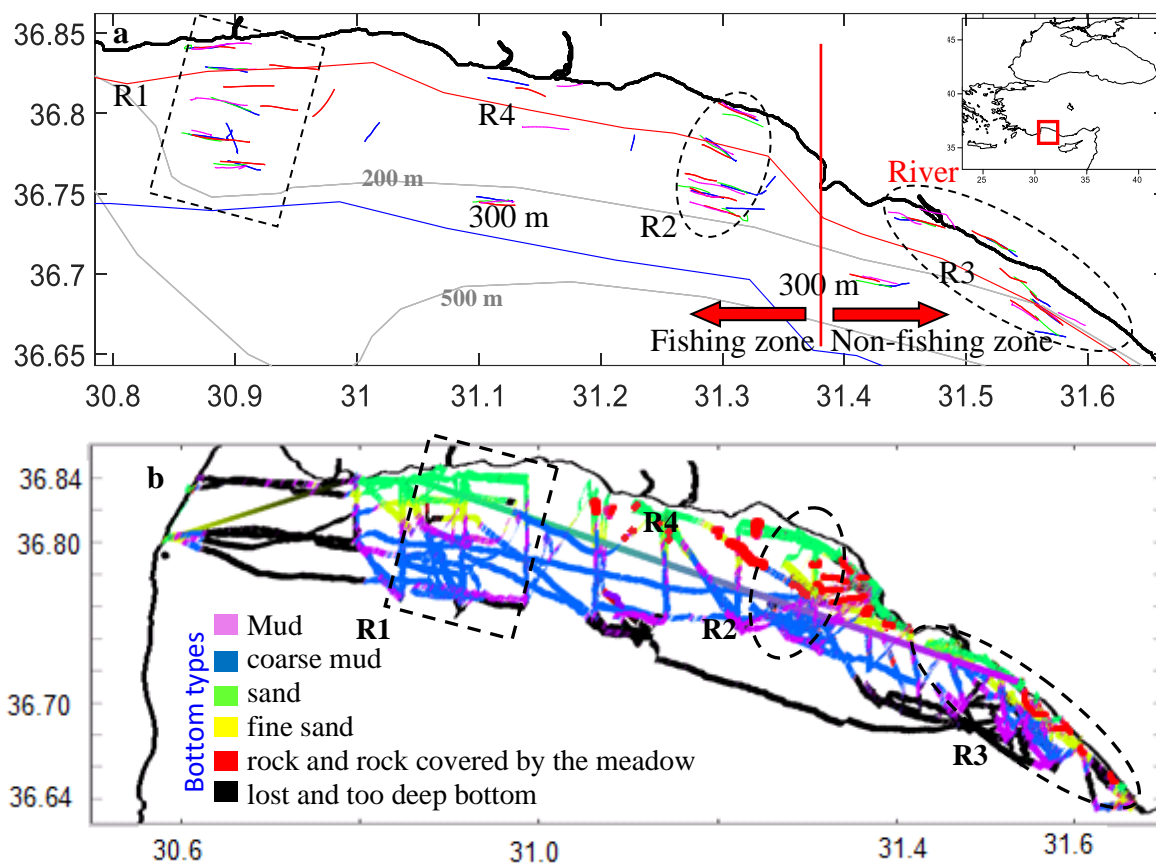 a
36.85
36.8
36.75
36.7
36.65
R1
R4
R2
R3
River
200 m
300 m
300 m
500 m
Fishing zone
Non-fishing zone
30.8 30.9 31 31.1 31.2 31.3 31.4 31.5 31.6
45
40
35
25 30 35 40
b
36.84
36.80
36.70
36.64
R4
R1
R2
R3
Bottom types
Mud
coarse mud
sand
fine sand
rock and rock covered by the meadow
lost and too deep bottom
30.6 31.0 31.4 31.6